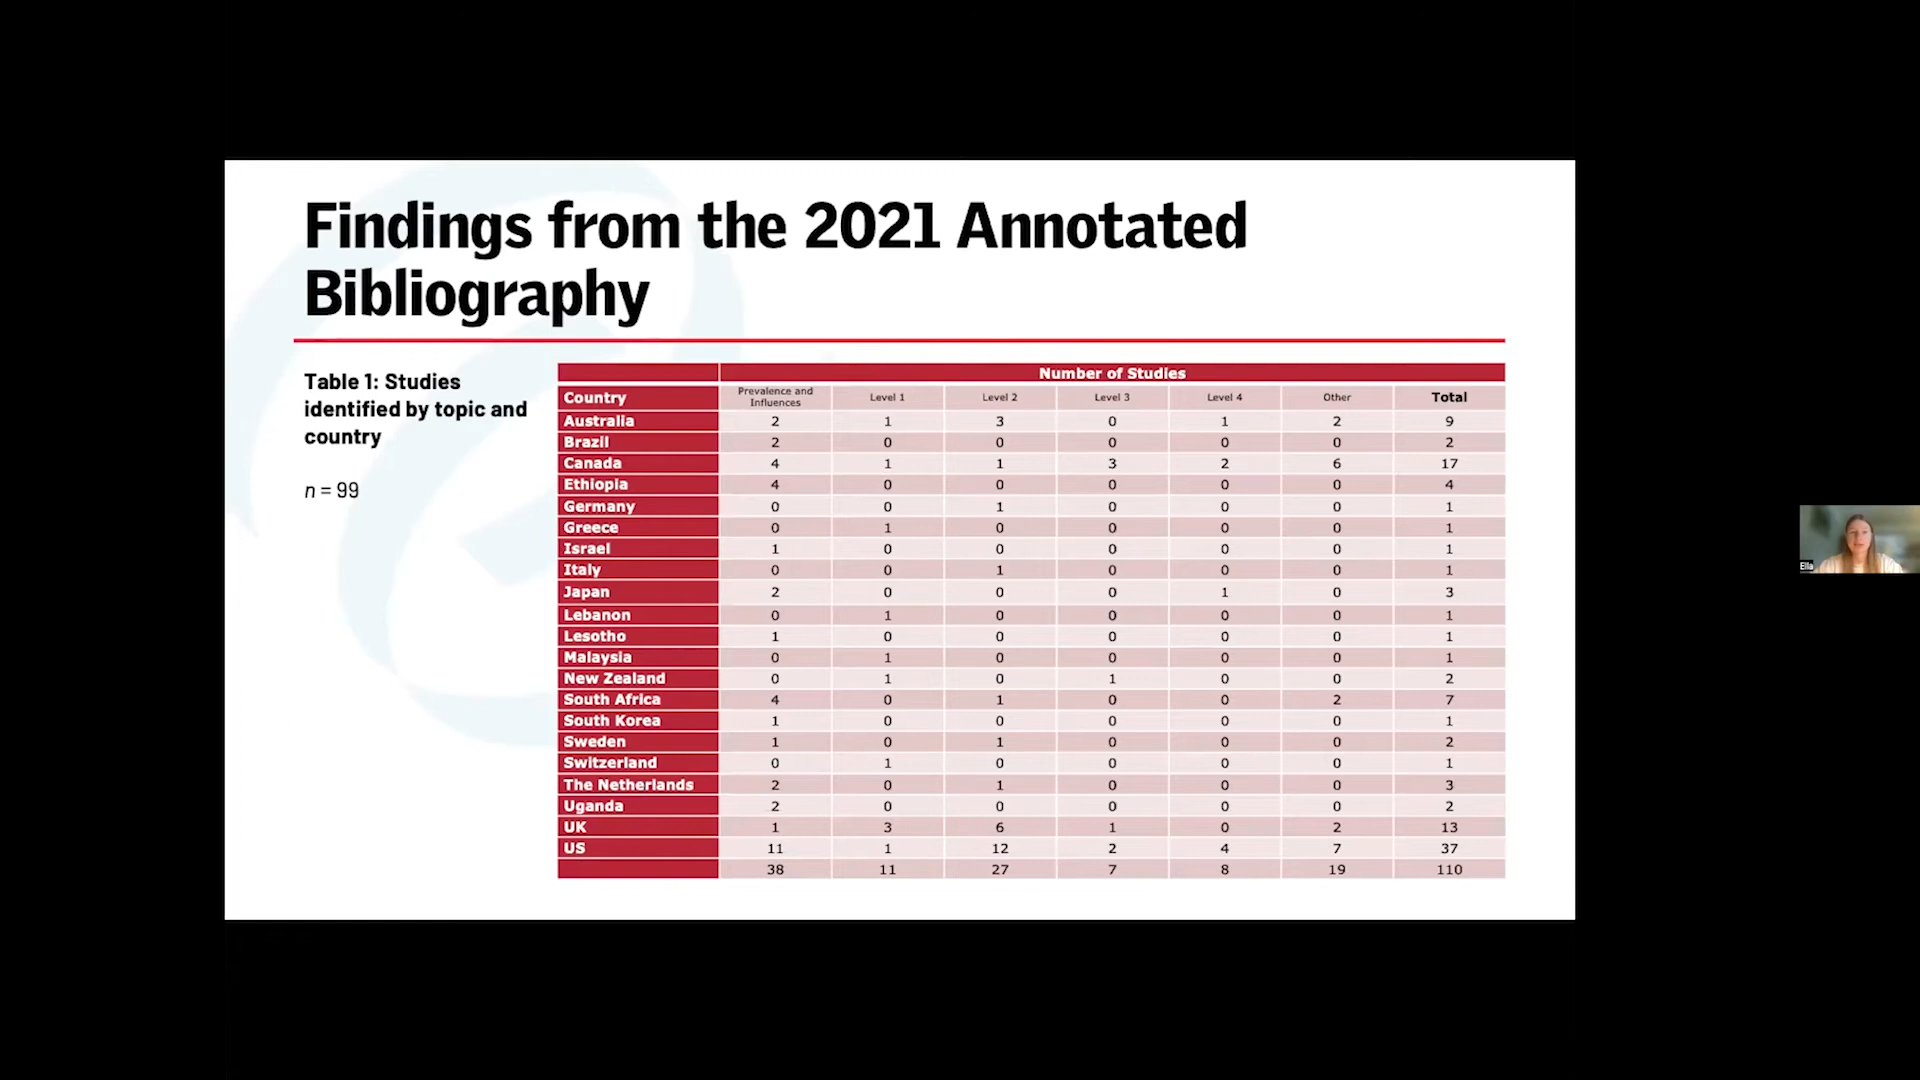 Findings from the 2021 Annotated
Bibliography
Table 1: Studies
identified by topic and
country
n = 99
Number of Studies
Country Prevalence and Influences Level 1 Level 2 Level 3 Level 4 Other Total
Australia 2 1 3 0 1 2 9
Brazil 2 0 0 0 0 0 2
Canada 4 1 1 3 2 6 17
Ethiopia 4 0 0 0 0 0 4
Germany 0 0 1 0 0 0 1
Greece 0 1 0 0 0 0 1
Israel 1 0 0 0 0 0 1
Italy 0 0 1 0 0 0 1
Japan 2 0 0 0 1 0 3
Lebanon 0 1 0 0 0 0 1
Lesotho 1 0 0 0 0 0 1
Malaysia 0 1 0 0 0 0 1
New Zealand 0 1 0 1 0 0 2
South Africa 4 0 1 0 0 2 7
South Korea 1 0 0 0 0 0 1
Sweden 1 0 1 0 0 0 2
Switzerland 0 1 0 0 0 0 1
The Netherlands 2 0 1 0 0 0 3
Uganda 2 0 0 0 0 0 2
UK 1 3 6 1 0 2 13
US 11 1 12 2 4 7 37
38 11 27 7 8 19 110
Ella